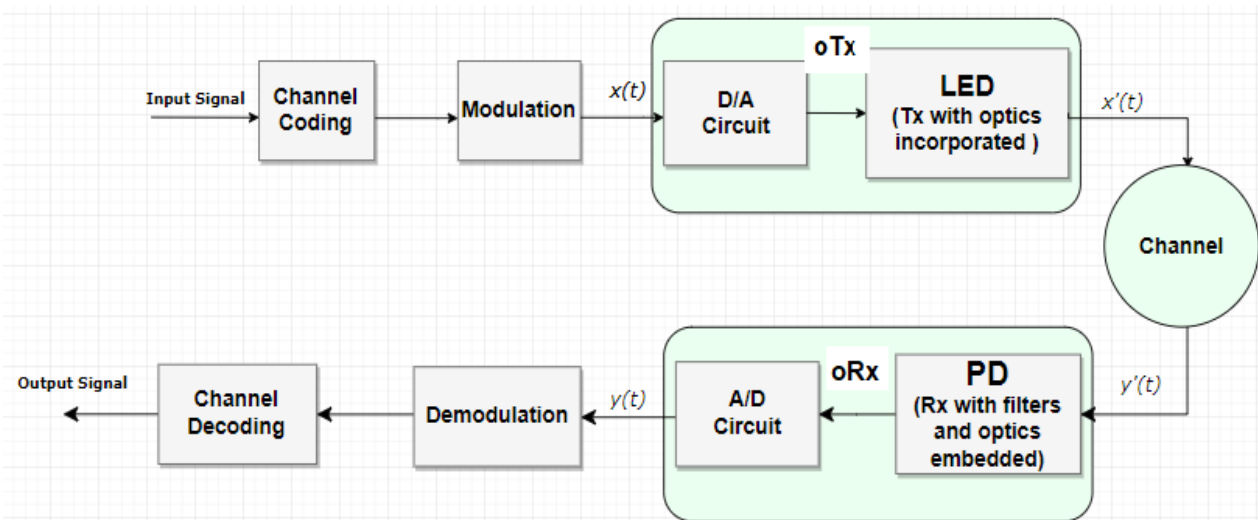 oTx
Input Signal
Channel
Coding
Modulation
x(t)
D/A
Circuit
LED
(Tx with optics
incorporated )
x'(t)
Channel
Output Signal
Channel
Decoding
Demodulation
y(t)
A/D
Circuit
oRx
PD
(Rx with filters
and optics
embedded)
y'(t)